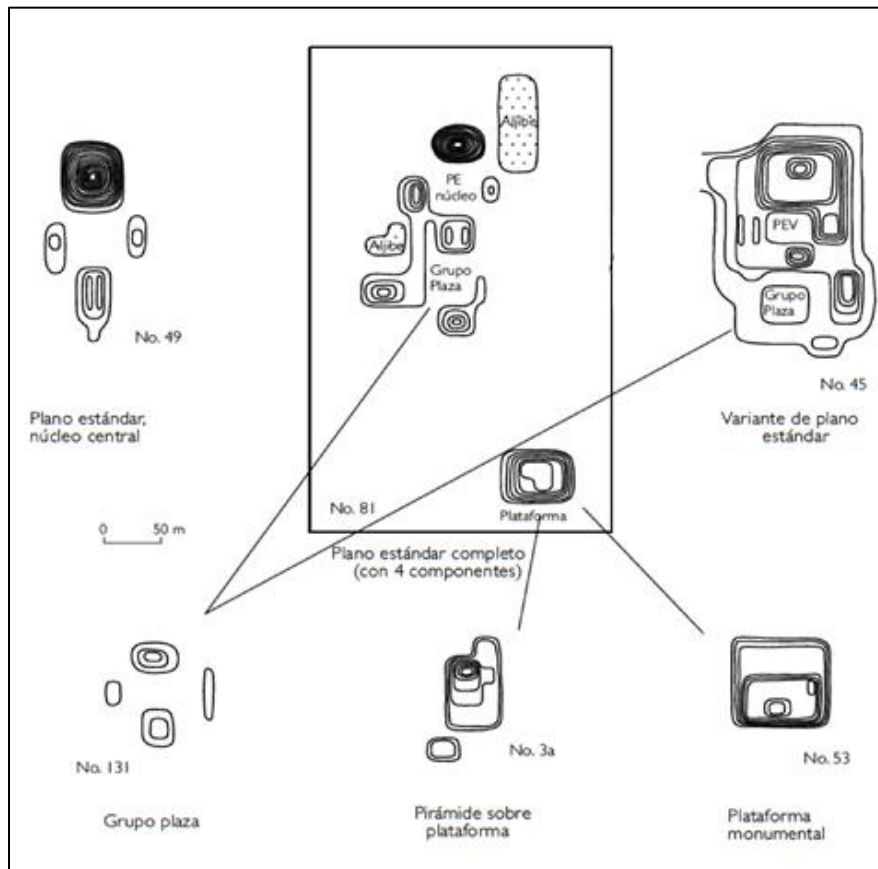 Aljibe
PE
núcleo
Aljibe
Grupo
Plaza
No. 49
Plano estándar,
núcleo central
PEV
Grupo
Plaza
No. 45
Variante de plano
estándar
0 50 m
No. 81
Plataforma
Plano estándar completo
(con 4 componentes)
No. 131
Grupo plaza
No. 3a
Pirámide sobre
plataforma
No. 53
Plataforma
monumental